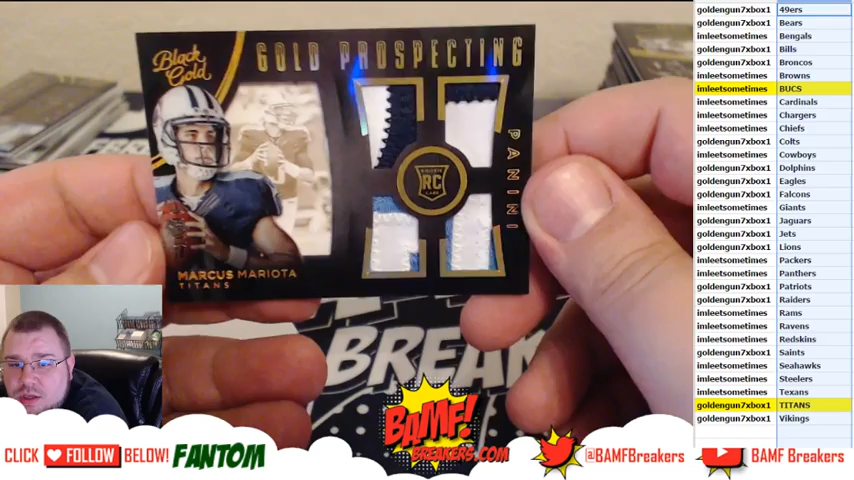 Black
Gold
GOLD PROSPECTING
PANINI
RC
MARCUS MARIOTA
TITANS
BREAK
CLICK FOLLOW BELOW! FANTOM
BAMF!
BREAKERS.COM
@BAMFBreakers
BAMF Breakers
goldengun7xbox1 49ers
goldengun7xbox1 Bears
imleetsometimes Bengals
goldengun7xbox1 Bills
goldengun7xbox1 Broncos
imleetsometimes Browns
imleetsometimes BUCS
imleetsometimes Cardinals
imleetsometimes Chargers
imleetsometimes Chiefs
goldengun7xbox1 Colts
imleetsometimes Cowboys
goldengun7xbox1 Dolphins
goldengun7xbox1 Eagles
goldengun7xbox1 Falcons
imleetsometimes Giants
goldengun7xbox1 Jaguars
goldengun7xbox1 Jets
goldengun7xbox1 Lions
imleetsometimes Packers
imleetsometimes Panthers
goldengun7xbox1 Patriots
goldengun7xbox1 Raiders
imleetsometimes Rams
imleetsometimes Ravens
imleetsometimes Redskins
goldengun7xbox1 Saints
imleetsometimes Seahawks
imleetsometimes Steelers
imleetsometimes Texans
goldengun7xbox1 TITANS
goldengun7xbox1 Vikings